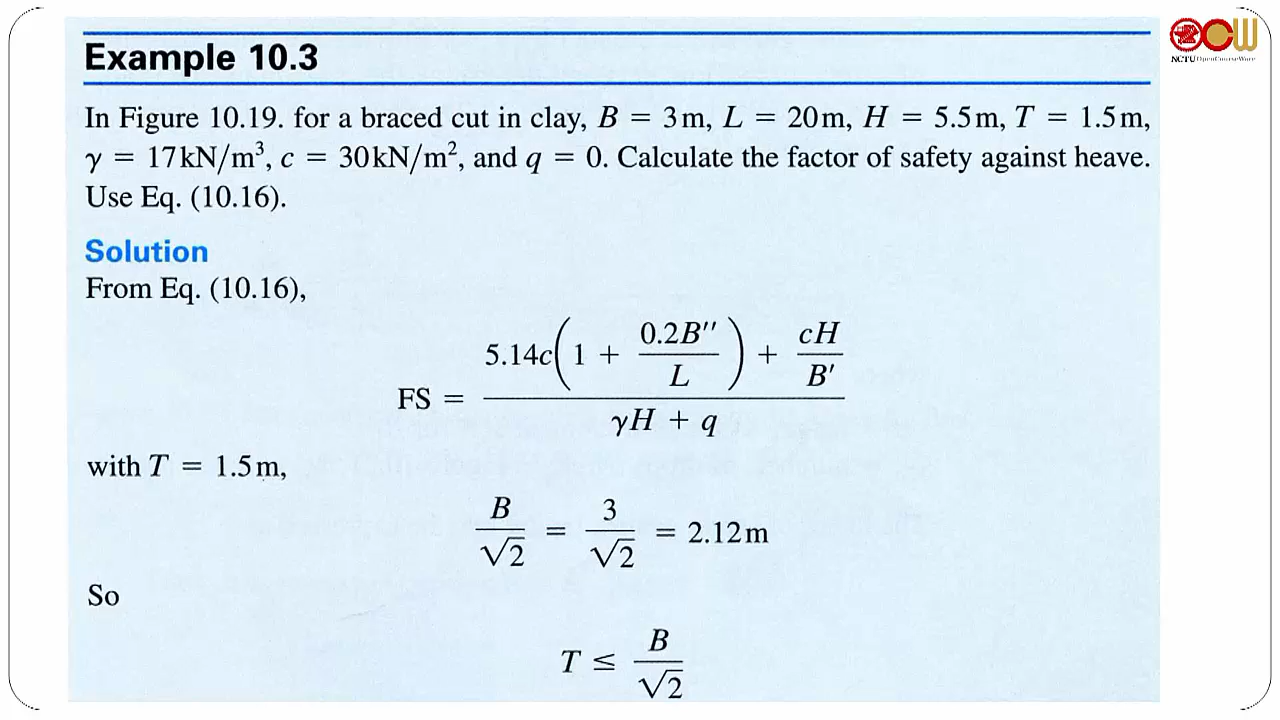 Example 10.3
NCTU OpenCourseWare
In Figure 10.19. for a braced cut in clay, B = 3 m, L = 20 m, H = 5.5 m, T = 1.5 m,
γ = 17 kN/m³, c = 30 kN/m², and q = 0. Calculate the factor of safety against heave.
Use Eq. (10.16).
Solution
From Eq. (10.16),
FS = (5.14c(1 + 0.2B″/L) + cH/B′)/(γH + q)
with T = 1.5 m,
B/√2 = 3/√2 = 2.12 m
So
T ≤ B/√2